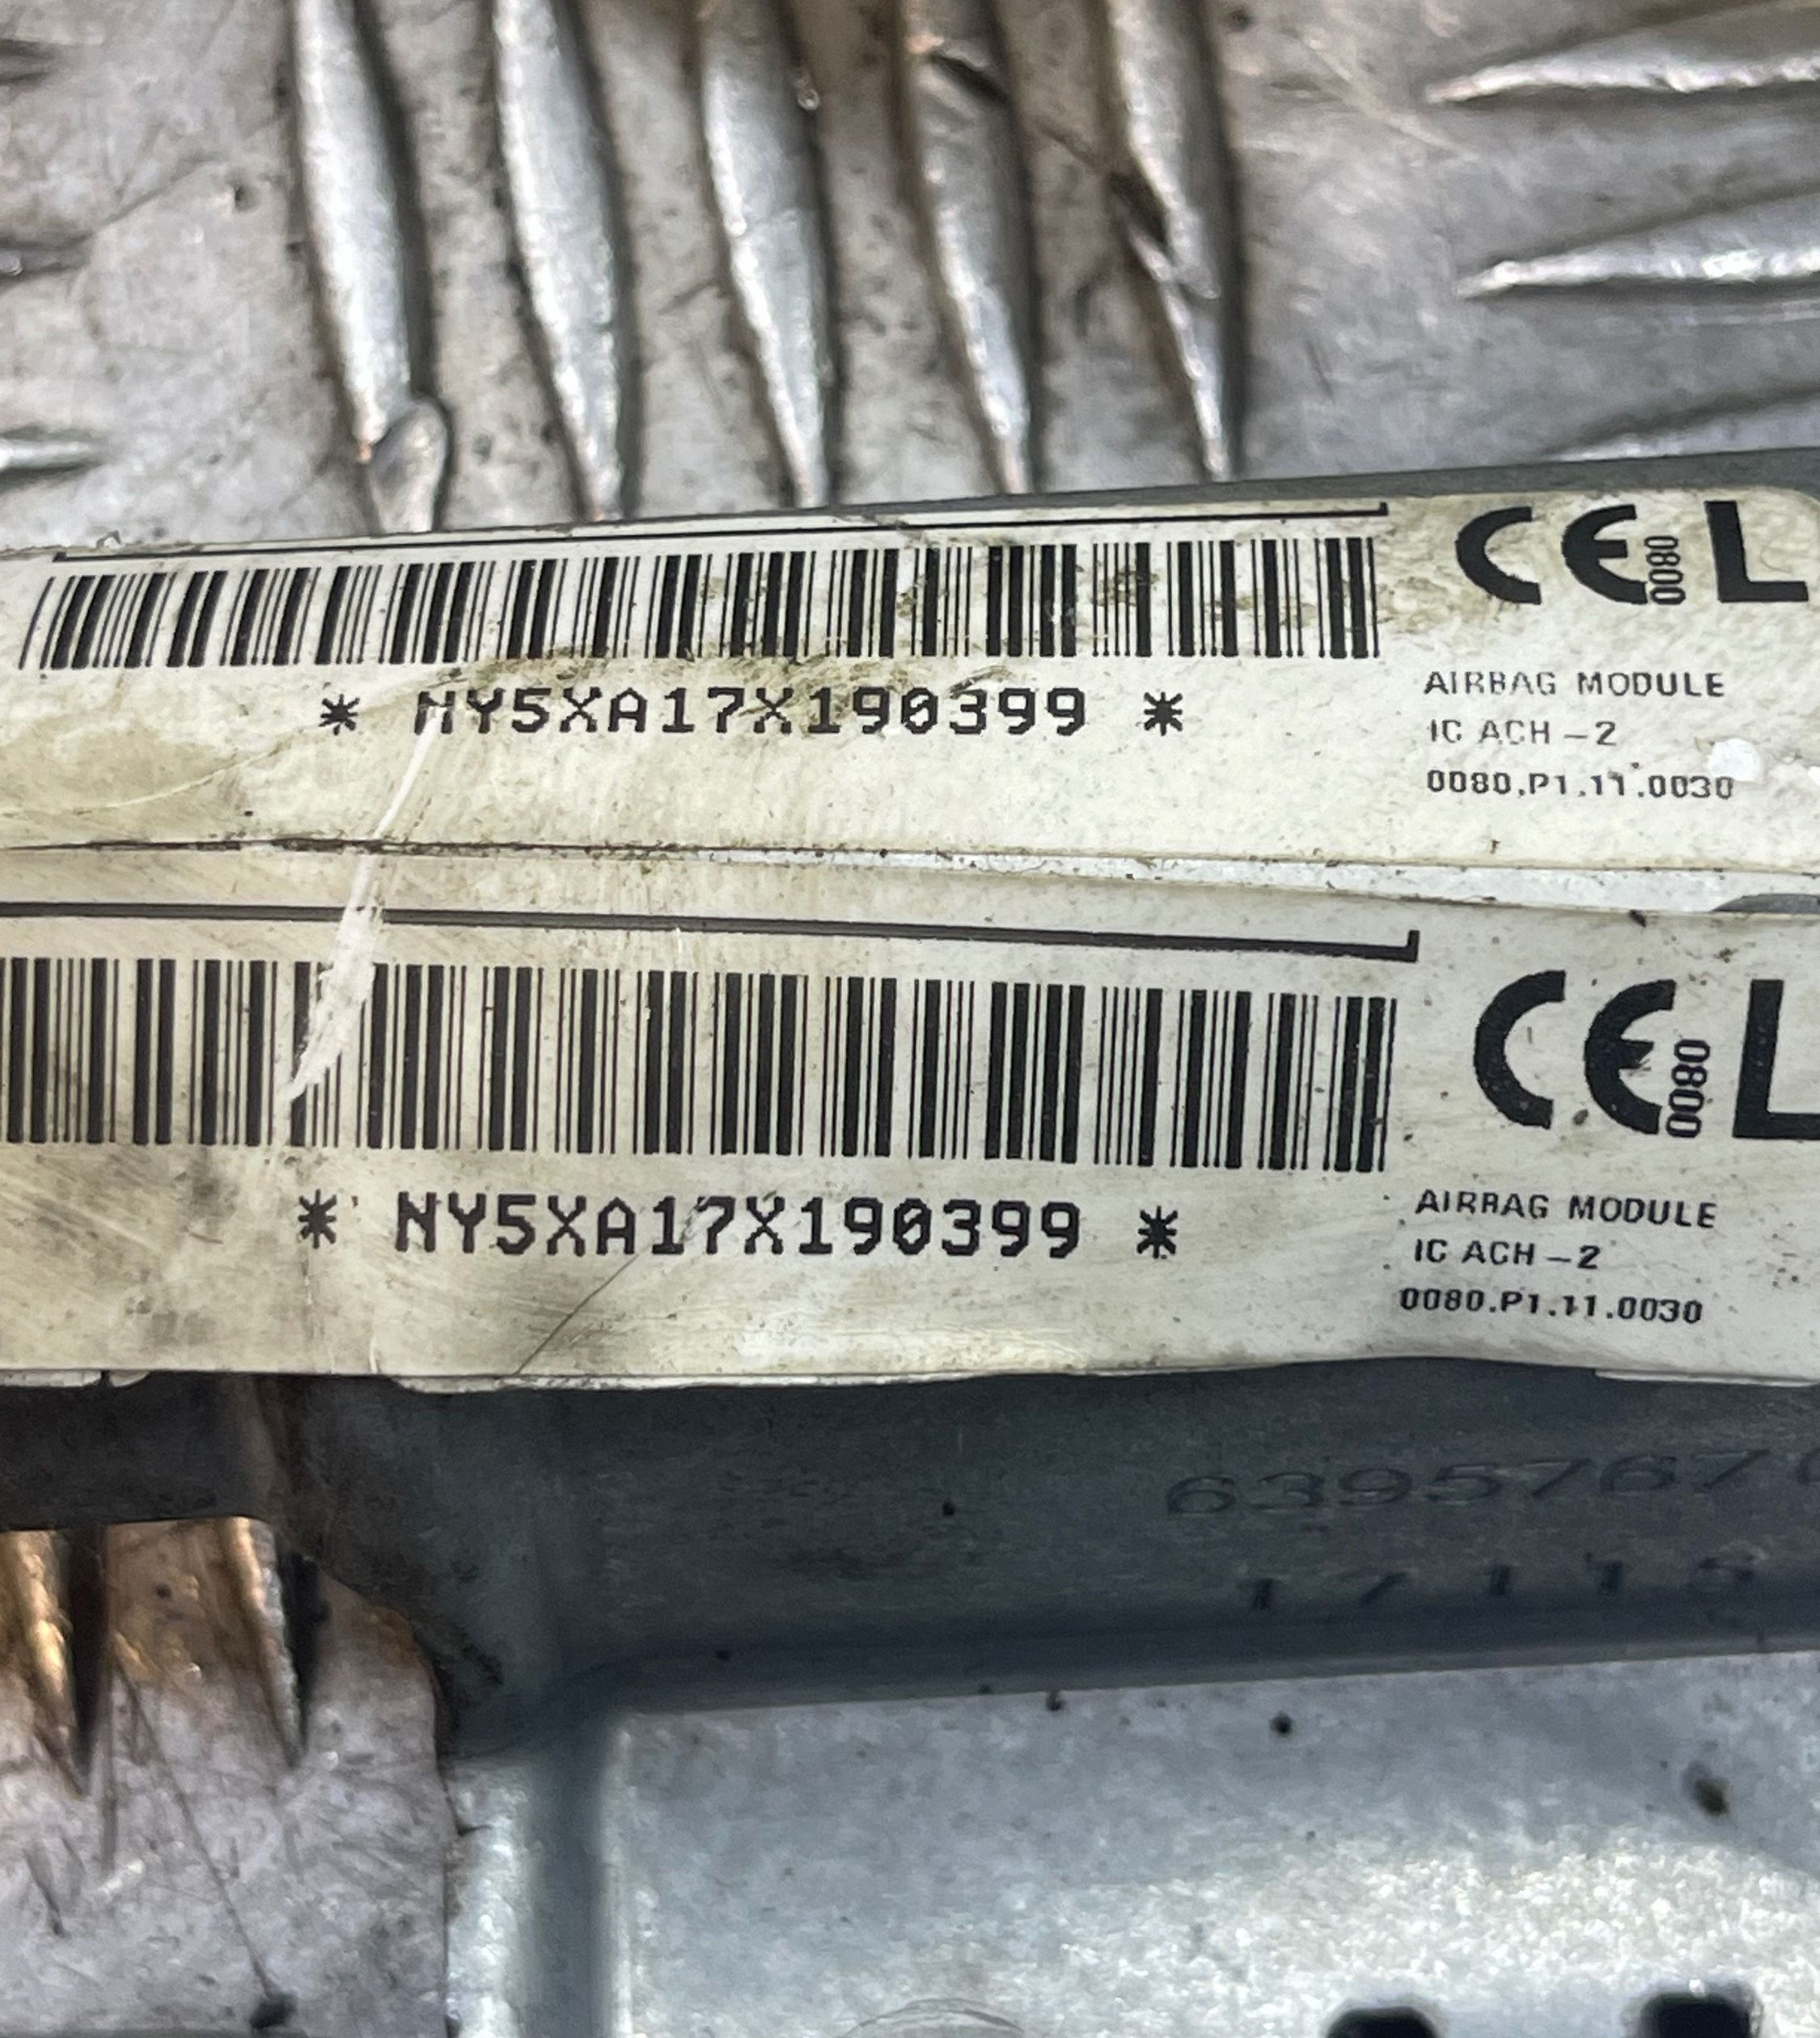 CE 0080 L
* NY5XA17X190399 *
AIRBAG MODULE
IC ACH-2
0080.P1.11.0030
CE 0080 L
* NY5XA17X190399 *
AIRBAG MODULE
IC ACH-2
0080.P1.11.0030
6395767